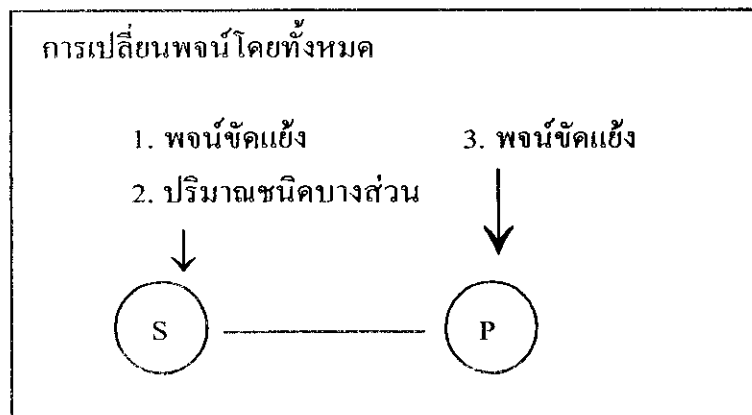 การเปลี่ยนพจน์โดยทั้งหมด
1. พจน์ขัดแย้ง
3. พจน์ขัดแย้ง
2. ปริมาณชนิดบางส่วน
S
P